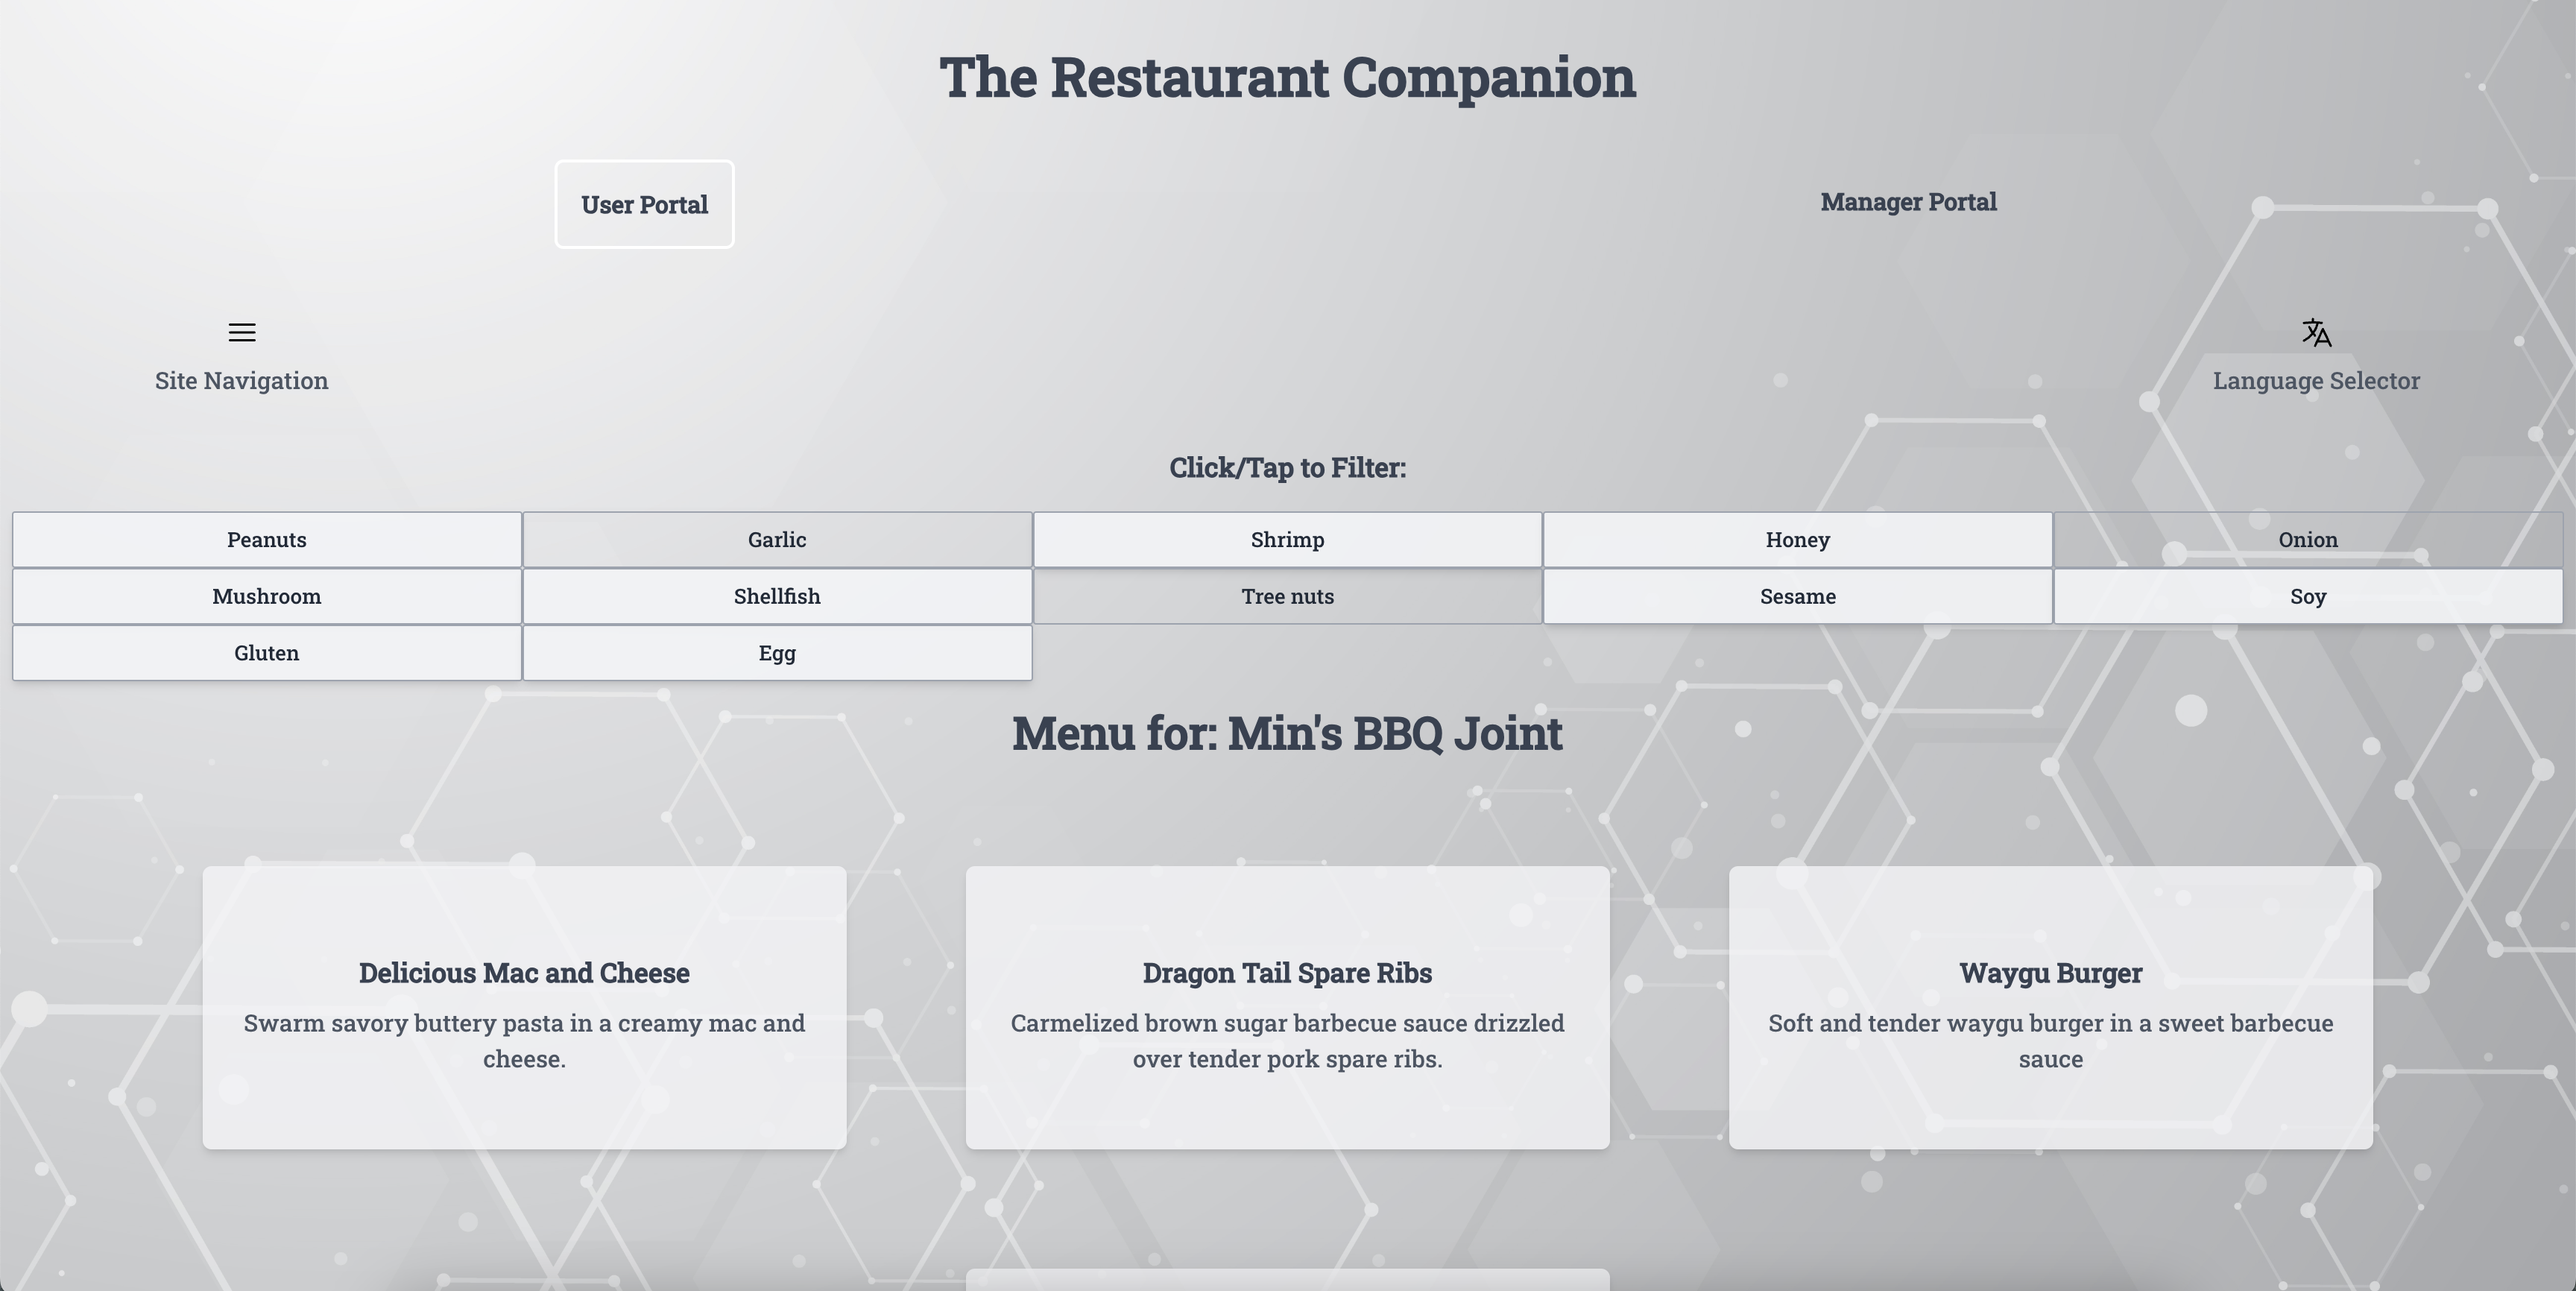 The Restaurant Companion
User Portal
Manager Portal
Site Navigation
Language Selector
Click/Tap to Filter:
Peanuts
Garlic
Shrimp
Honey
Onion
Mushroom
Shellfish
Tree nuts
Sesame
Soy
Gluten
Egg
Menu for: Min's BBQ Joint
Delicious Mac and Cheese
Swarm savory buttery pasta in a creamy mac and
cheese.
Dragon Tail Spare Ribs
Carmelized brown sugar barbecue sauce drizzled
over tender pork spare ribs.
Waygu Burger
Soft and tender waygu burger in a sweet barbecue
sauce